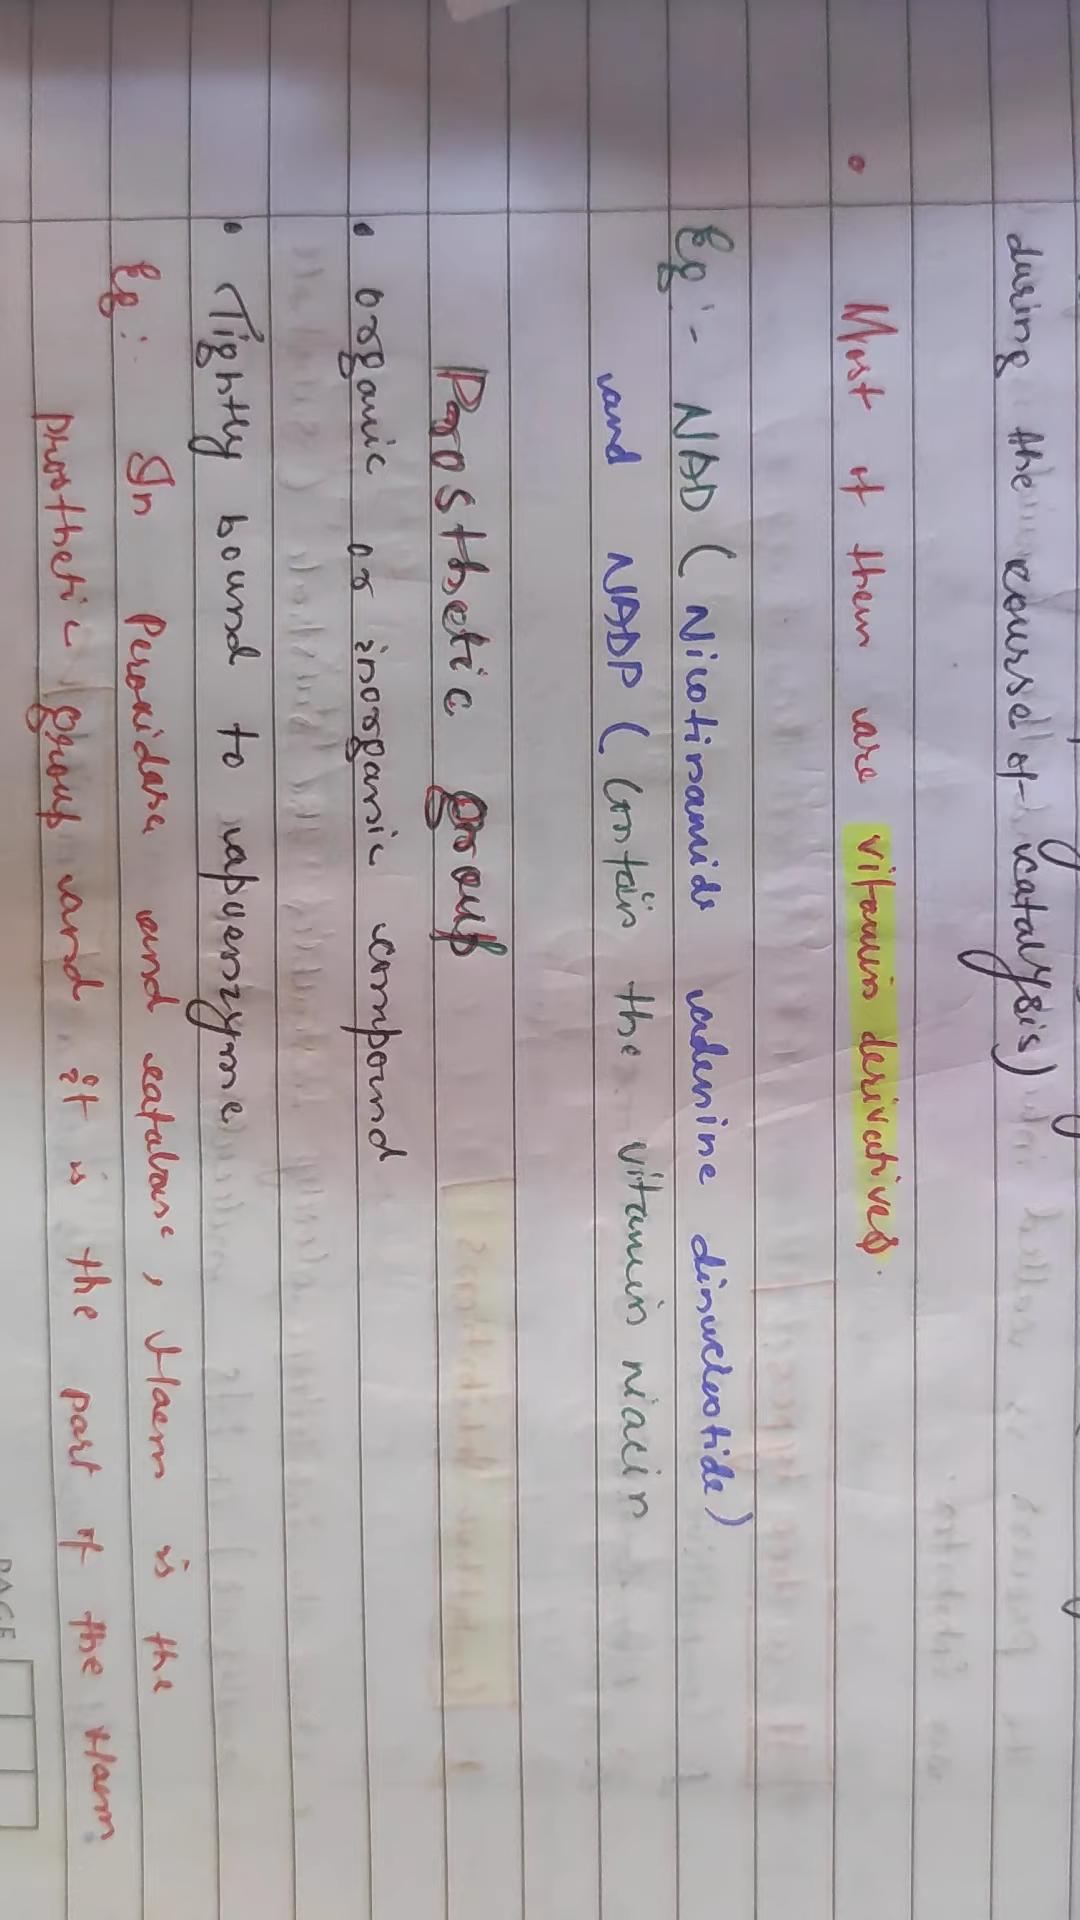 during the course of catalysis)
• Most of them are vitamin derivatives.
Eg :- NAD ( Nicotinamide adenine dinucleotide)
and NADP ( Contain the vitamin niacin
Prosthetic group
• organic or inorganic compound
• Tightly bound to apoenzyme
Eg: In Peroxidase and catalase, Haem is the
prosthetic group and it is the part of the Haem
PAGE